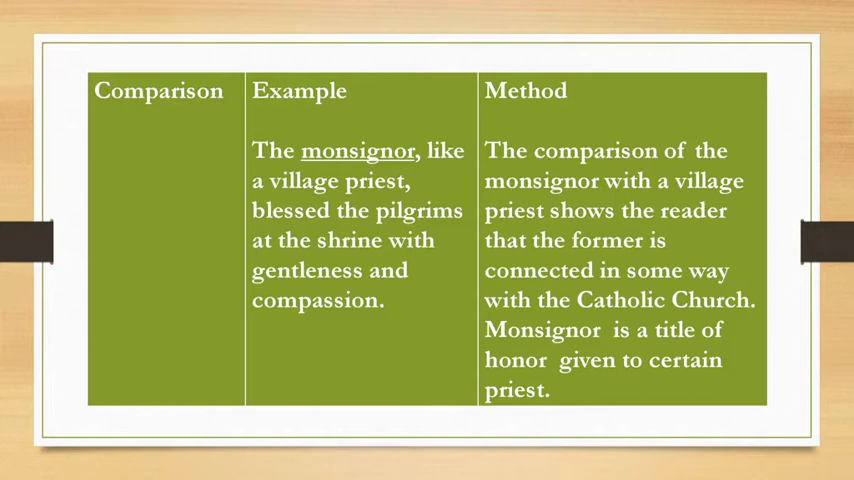 Comparison
Example
The monsignor, like
a village priest,
blessed the pilgrims
at the shrine with
gentleness and
compassion.
Method
The comparison of the
monsignor with a village
priest shows the reader
that the former is
connected in some way
with the Catholic Church.
Monsignor is a title of
honor given to certain
priest.